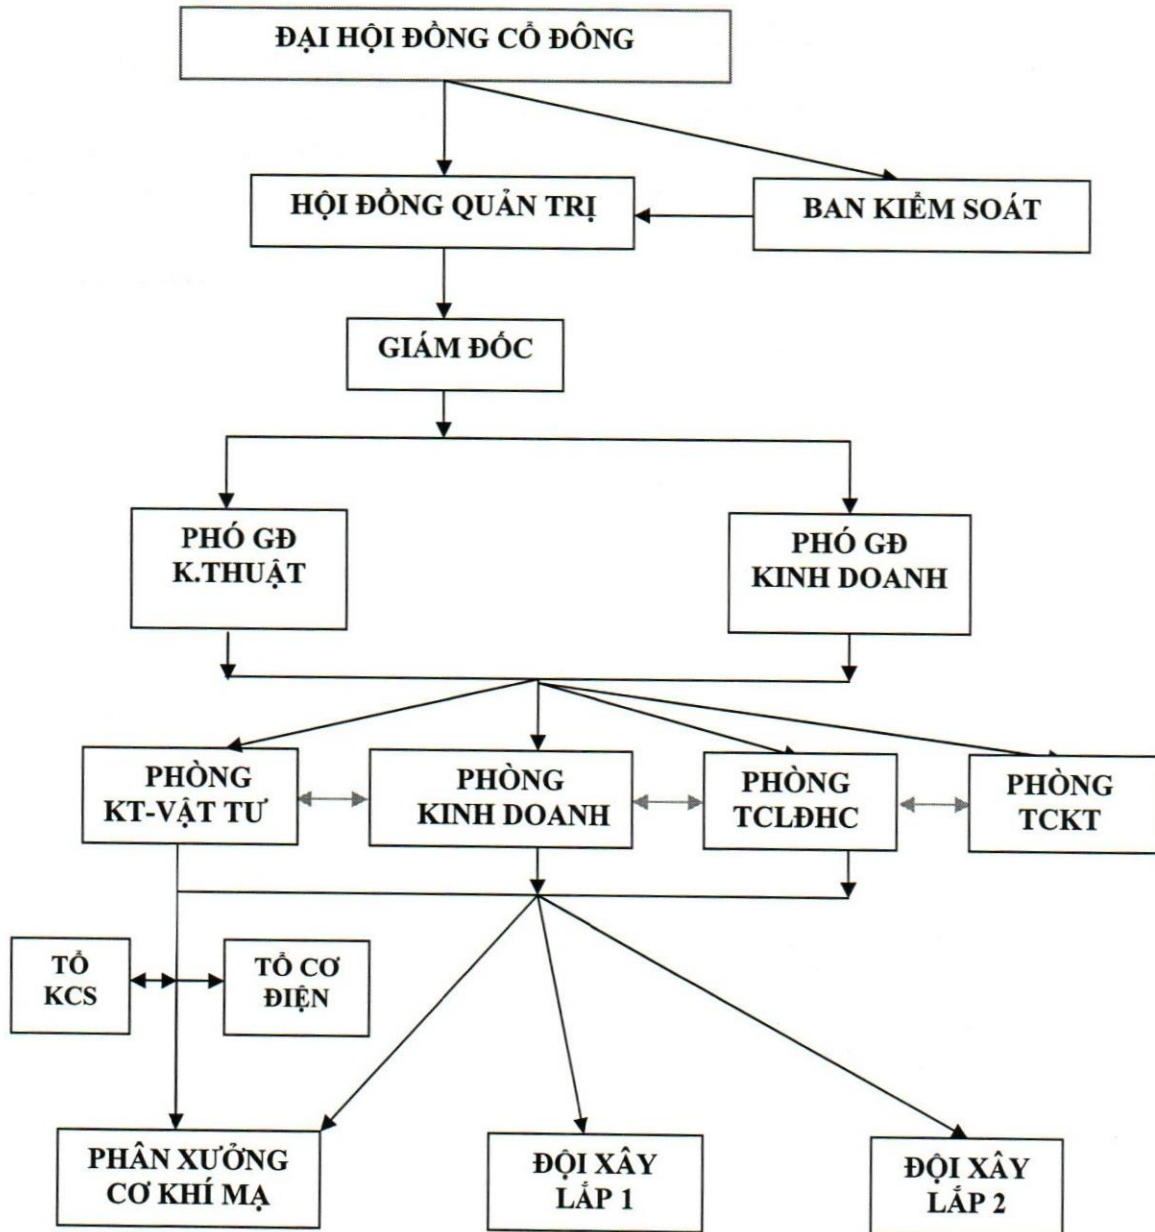 ĐẠI HỘI ĐỒNG CỔ ĐÔNG
HỘI ĐỒNG QUẢN TRỊ
BAN KIỂM SOÁT
GIÁM ĐỐC
PHÓ GĐ
K.THUẬT
PHÓ GĐ
KINH DOANH
PHÒNG
KT-VẬT TƯ
PHÒNG
KINH DOANH
PHÒNG
TCLĐHC
PHÒNG
TCKT
TỔ
KCS
TỔ CƠ
ĐIỆN
PHÂN XƯỞNG
CƠ KHÍ MẠ
ĐỘI XÂY
LẮP 1
ĐỘI XÂY
LẮP 2